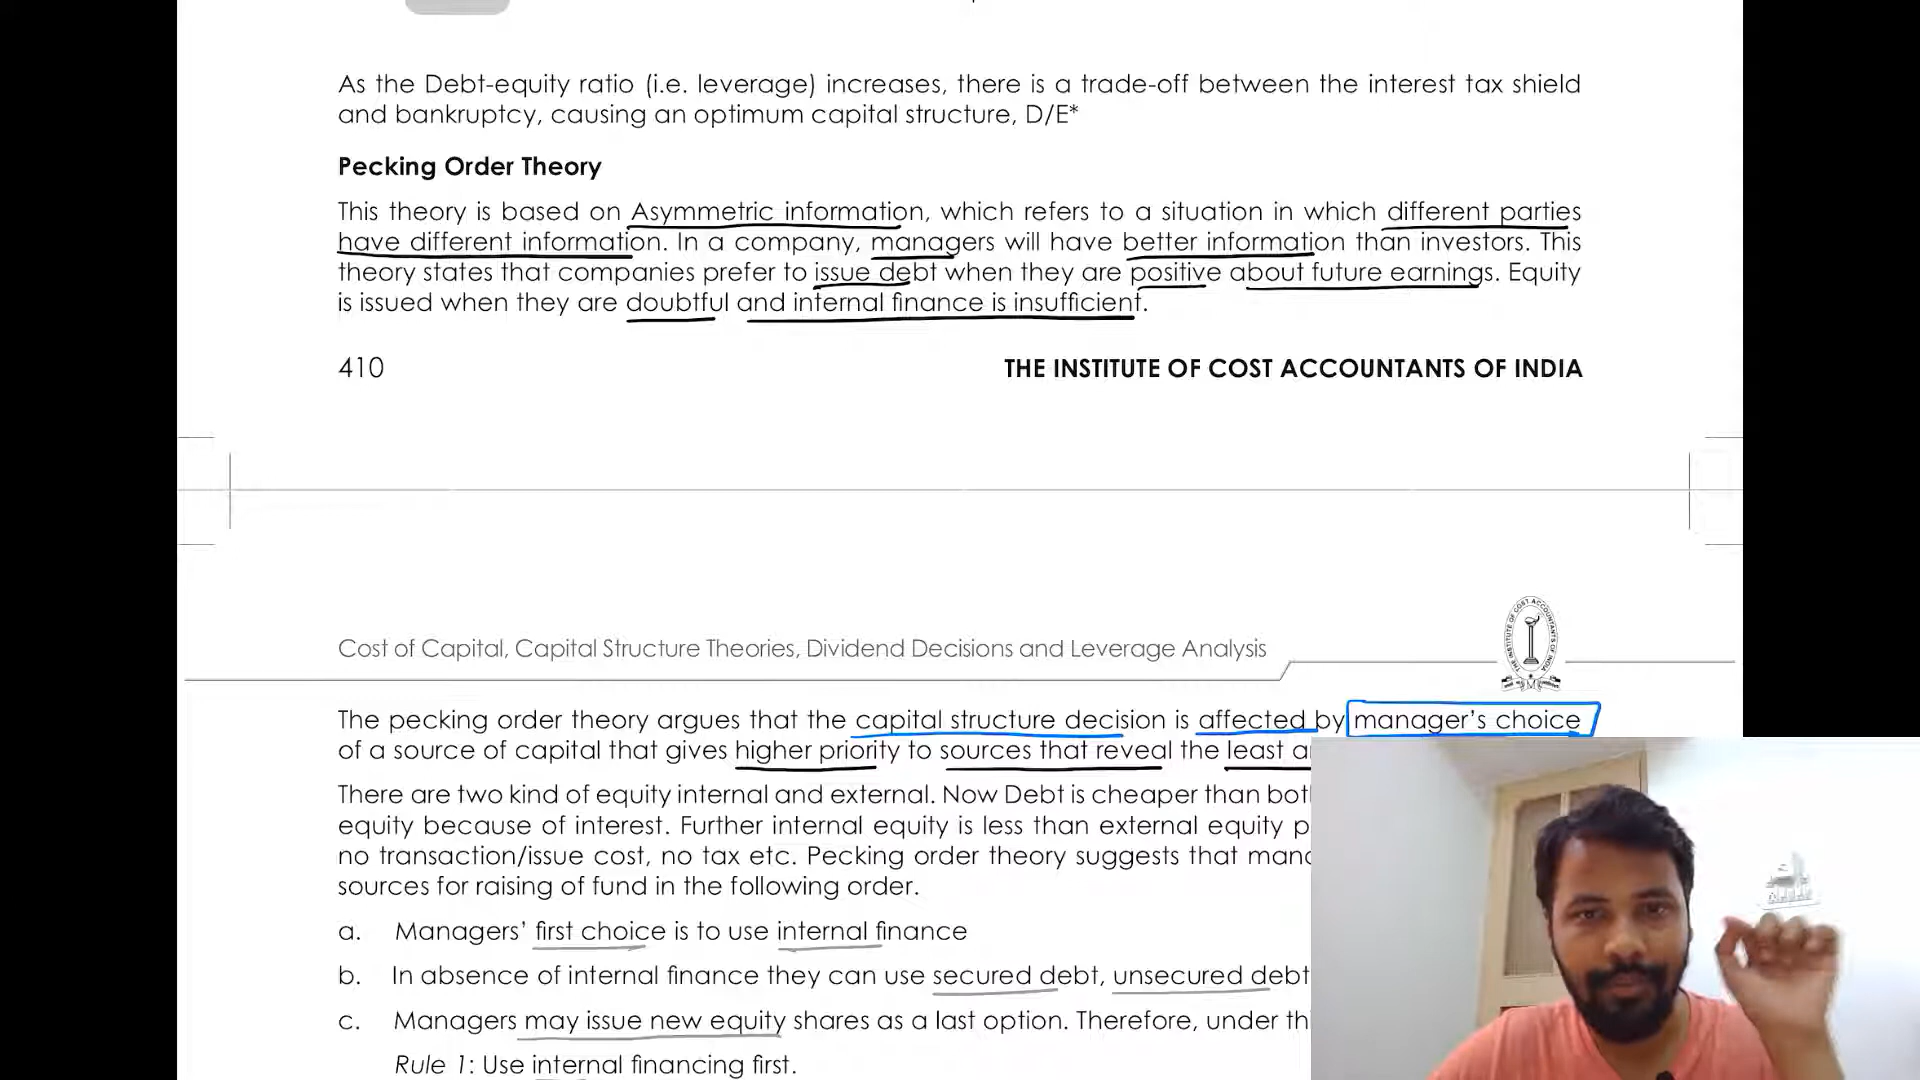 As the Debt-equity ratio (i.e. leverage) increases, there is a trade-off between the interest tax shield
and bankruptcy, causing an optimum capital structure, D/E*
Pecking Order Theory
This theory is based on Asymmetric information, which refers to a situation in which different parties
have different information. In a company, managers will have better information than investors. This
theory states that companies prefer to issue debt when they are positive about future earnings. Equity
is issued when they are doubtful and internal finance is insufficient.
410
THE INSTITUTE OF COST ACCOUNTANTS OF INDIA
Cost of Capital, Capital Structure Theories, Dividend Decisions and Leverage Analysis
The pecking order theory argues that the capital structure decision is affected by manager's choice
of a source of capital that gives higher priority to sources that reveal the least
There are two kind of equity internal and external. Now Debt is cheaper than
equity because of interest. Further internal equity is less than external equity
no transaction/issue cost, no tax etc. Pecking order theory suggests that
sources for raising of fund in the following order.
a. Managers' first choice is to use internal finance
b. In absence of internal finance they can use secured debt, unsecured debt
c. Managers may issue new equity shares as a last option. Therefore, under
Rule 1: Use internal financing first.